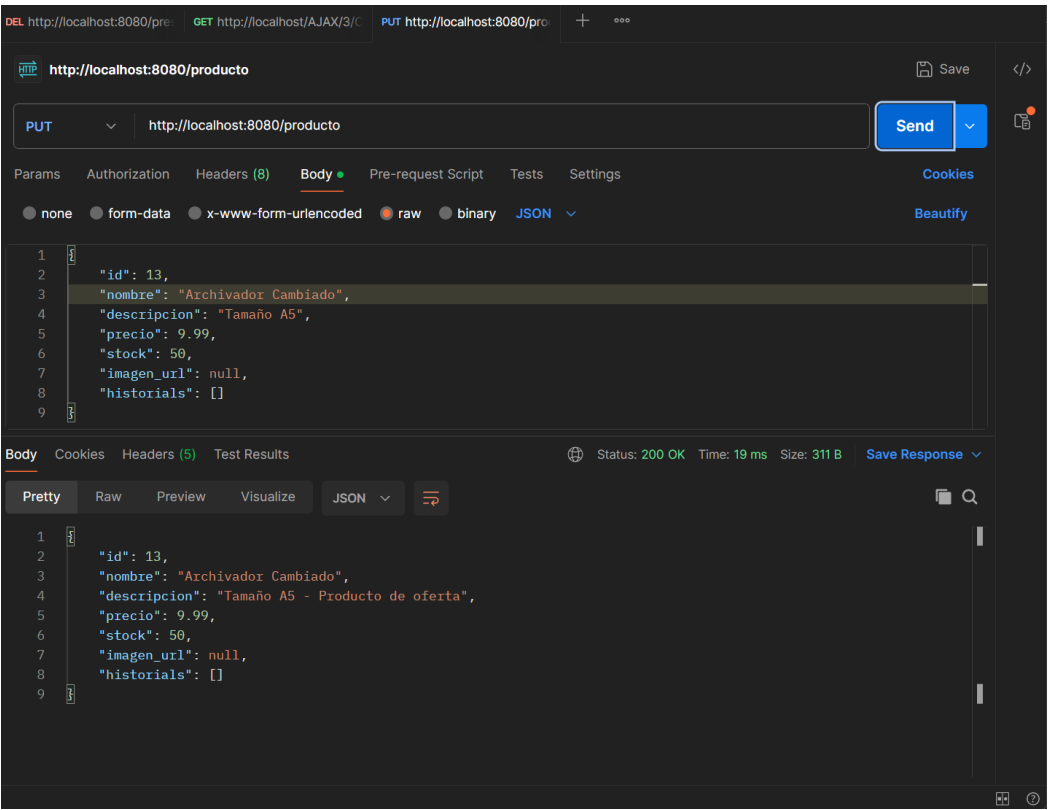 DEL http://localhost:8080/pre GET http://localhost/AJAX/3/ PUT http://localhost:8080/pro
HTTP http://localhost:8080/producto Save
PUT http://localhost:8080/producto Send
Params Authorization Headers (8) Body Pre-request Script Tests Settings Cookies
none form-data x-www-form-urlencoded raw binary JSON Beautify
1 {
2 "id": 13,
3 "nombre": "Archivador Cambiado",
4 "descripcion": "Tamaño A5",
5 "precio": 9.99,
6 "stock": 50,
7 "imagen_url": null,
8 "historials": []
9 }
Body Cookies Headers (5) Test Results Status: 200 OK Time: 19 ms Size: 311 B Save Response
Pretty Raw Preview Visualize JSON
1 {
2 "id": 13,
3 "nombre": "Archivador Cambiado",
4 "descripcion": "Tamaño A5 - Producto de oferta",
5 "precio": 9.99,
6 "stock": 50,
7 "imagen_url": null,
8 "historials": []
9 }